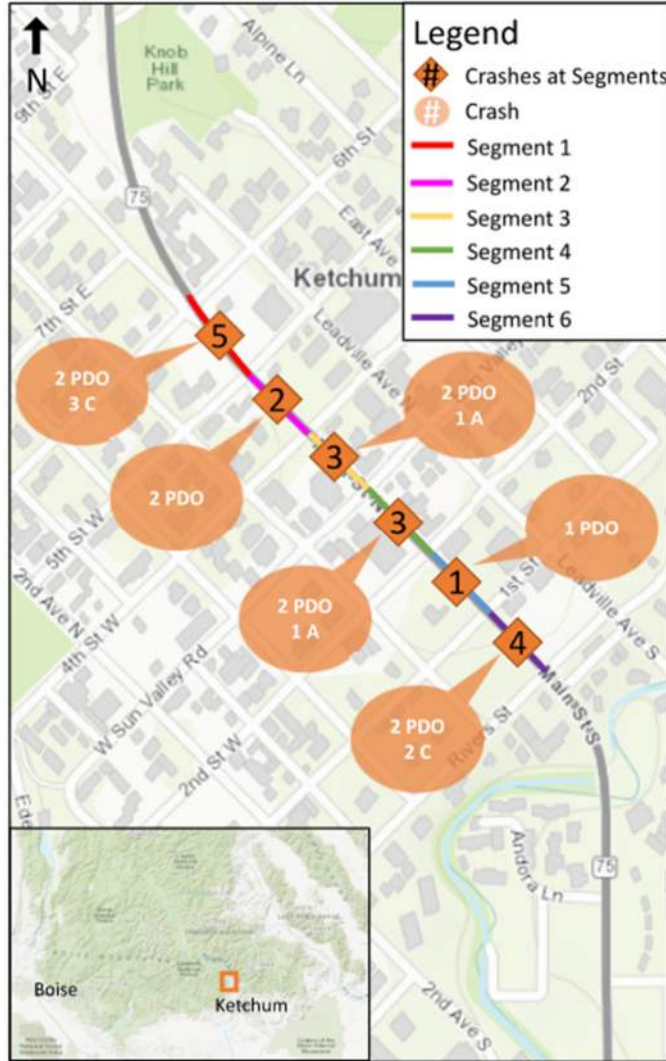 N
Knob
Hill
Park
Alpine Ln
9th St E
6th St
East Ave
75
7th St E
Ketchum
Leadville Ave N
Valley
2nd St
Legend
# Crashes at Segments
# Crash
Segment 1
Segment 2
Segment 3
Segment 4
Segment 5
Segment 6
5
2 PDO
3 C
2
2 PDO
3
2 PDO
1 A
3
2 PDO
1 A
1
1 PDO
4
2 PDO
2 C
5th St W
2nd Ave N
4th St W
W Sun Valley Rd
2nd St W
1st St
Leadville Ave S
Main St S
Rivers St
Andora Ln
75
2nd Ave S
Boise
Ketchum